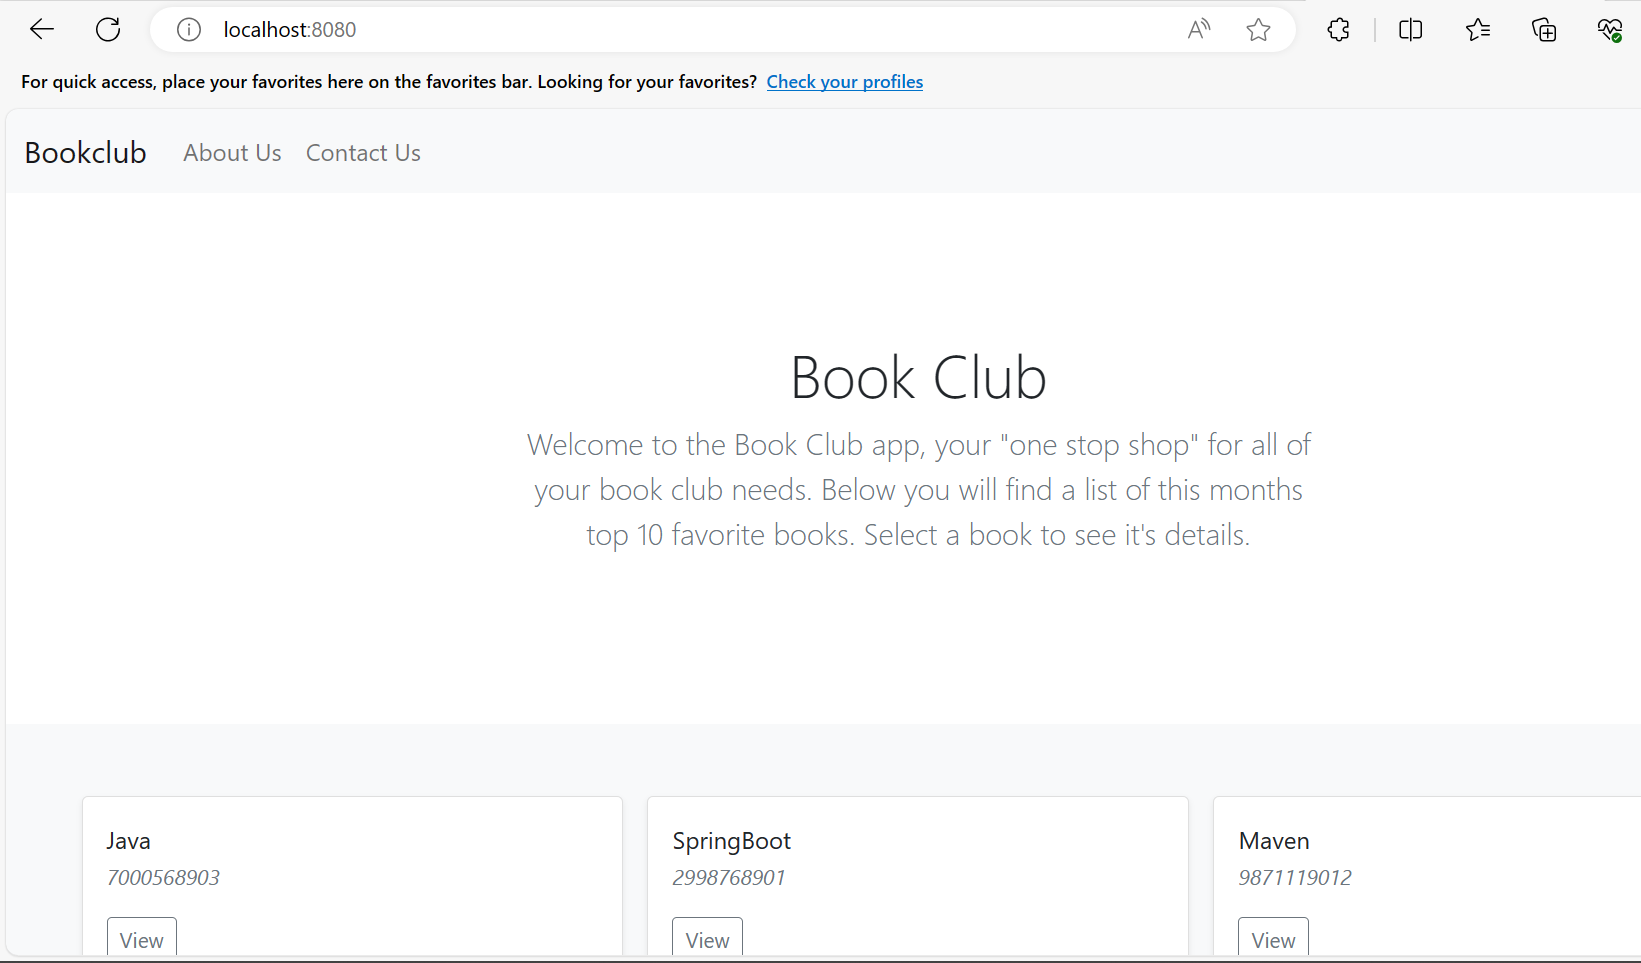 localhost:8080
For quick access, place your favorites here on the favorites bar. Looking for your favorites? Check your profiles
Bookclub About Us Contact Us
Book Club
Welcome to the Book Club app, your "one stop shop" for all of
your book club needs. Below you will find a list of this months
top 10 favorite books. Select a book to see it's details.
Java
7000568903
View
SpringBoot
2998768901
View
Maven
9871119012
View